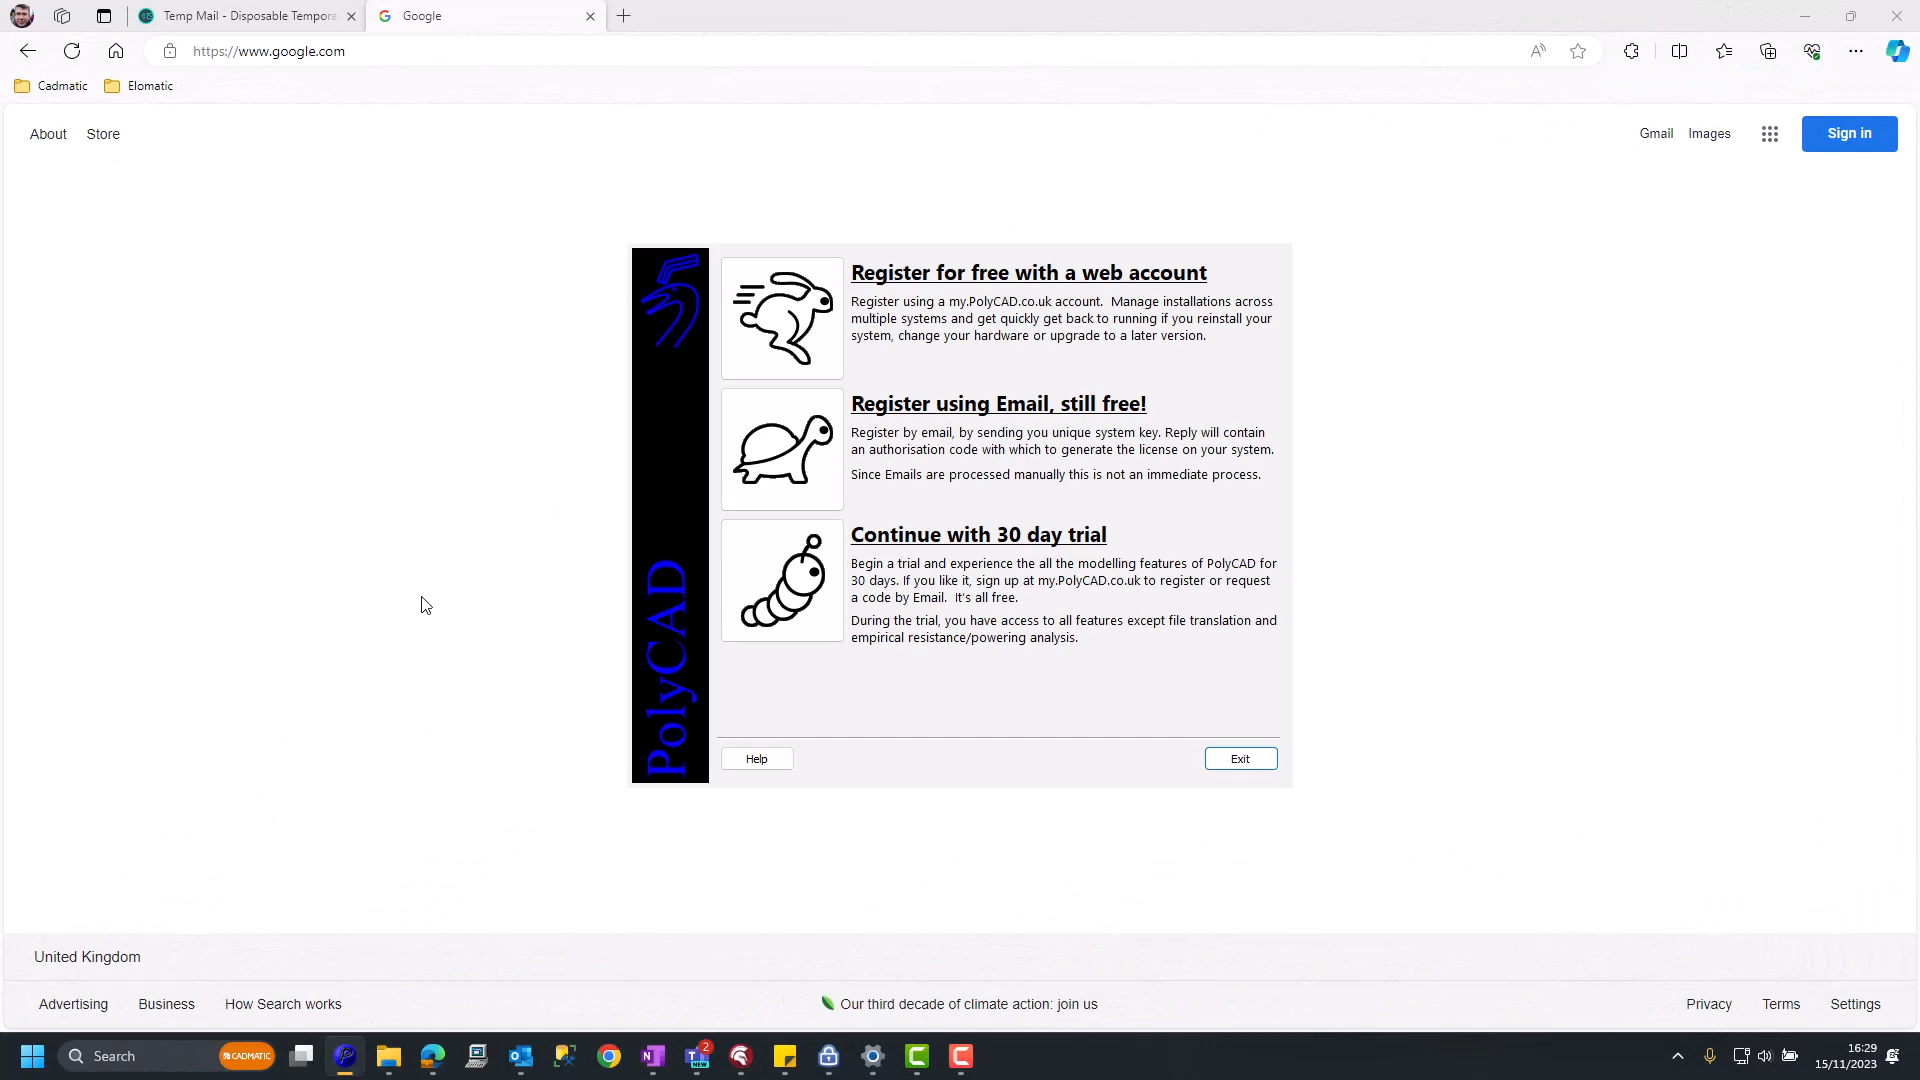 Temp Mail - Disposable Tempora
Google
https://www.google.com
Cadmatic
Elomatic
About
Store
Gmail
Images
Sign in
PolyCAD
Register for free with a web account
Register using a my.PolyCAD.co.uk account. Manage installations across
multiple systems and get quickly get back to running if you reinstall your
system, change your hardware or upgrade to a later version.
Register using Email, still free!
Register by email, by sending you unique system key. Reply will contain
an authorisation code with which to generate the license on your system.
Since Emails are processed manually this is not an immediate process.
Continue with 30 day trial
Begin a trial and experience the all the modelling features of PolyCAD for
30 days. If you like it, sign up at my.PolyCAD.co.uk to register or request
a code by Email. It's all free.
During the trial, you have access to all features except file translation and
empirical resistance/powering analysis.
Help
Exit
United Kingdom
Advertising
Business
How Search works
Our third decade of climate action: join us
Privacy
Terms
Settings
Search
CADMATIC
2
NEW
16:29
15/11/2023